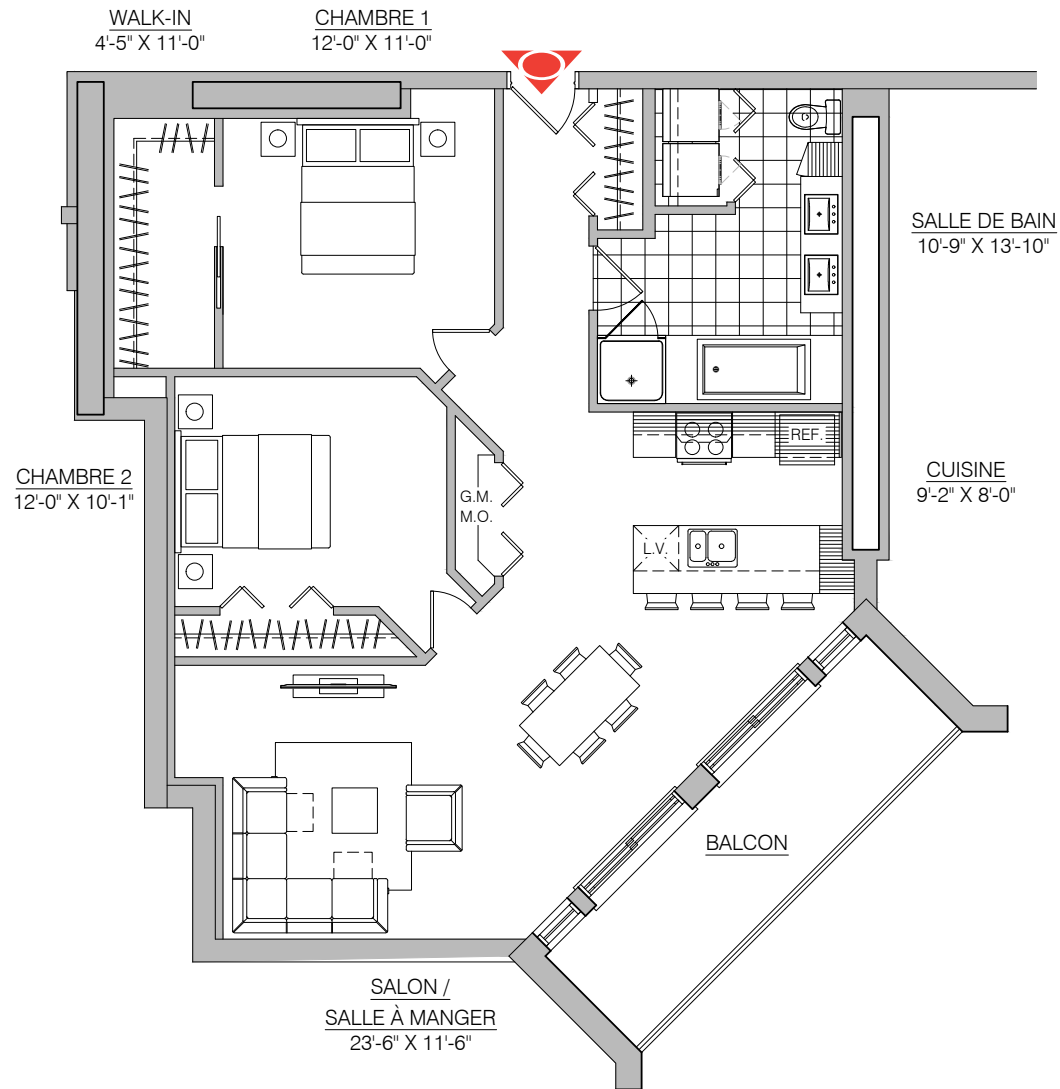 WALK-IN
4'-5" X 11'-0"
CHAMBRE 1
12'-0" X 11'-0"
SALLE DE BAIN
10'-9" X 13'-10"
REF.
CHAMBRE 2
12'-0" X 10'-1"
G.M.
M.O.
CUISINE
9'-2" X 8'-0"
L.V.
BALCON
SALON /
SALLE À MANGER
23'-6" X 11'-6"